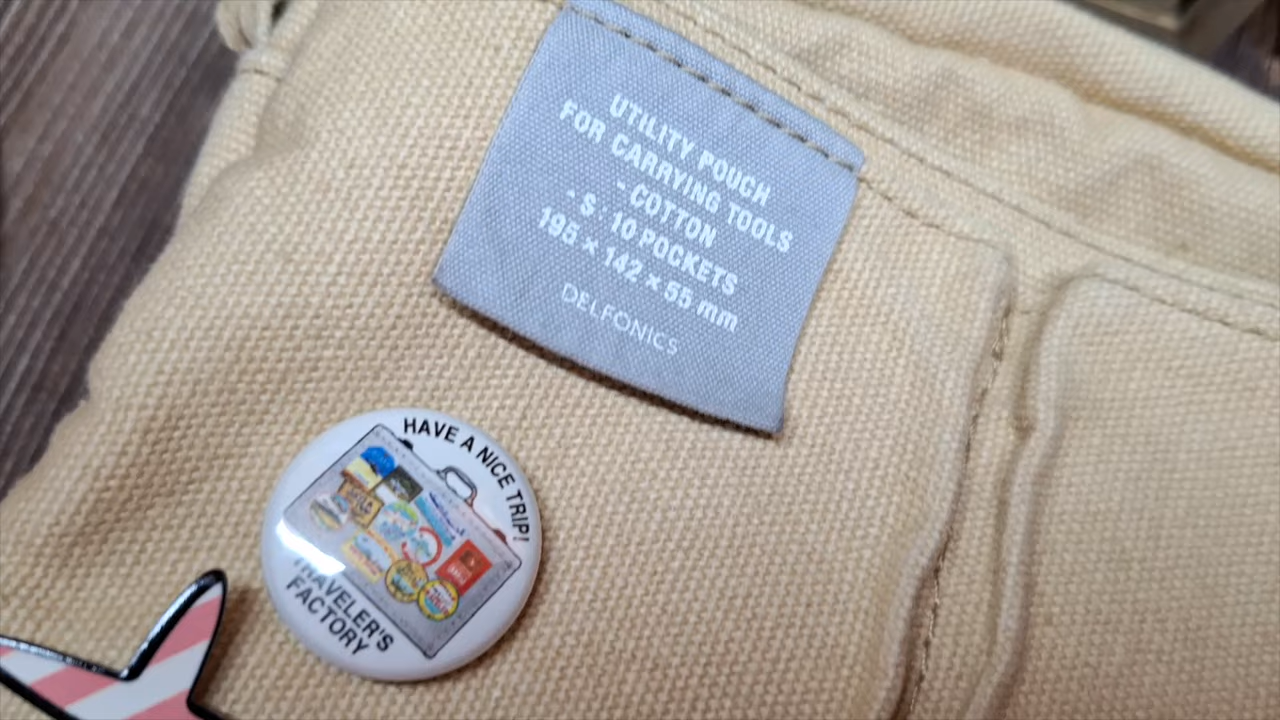 UTILITY POUCH
FOR CARRYING TOOLS
- COTTON
- S: 10 POCKETS
195 × 142 × 55 mm
DELFONICS
HAVE A NICE TRIP!
TRAVELER'S
FACTORY